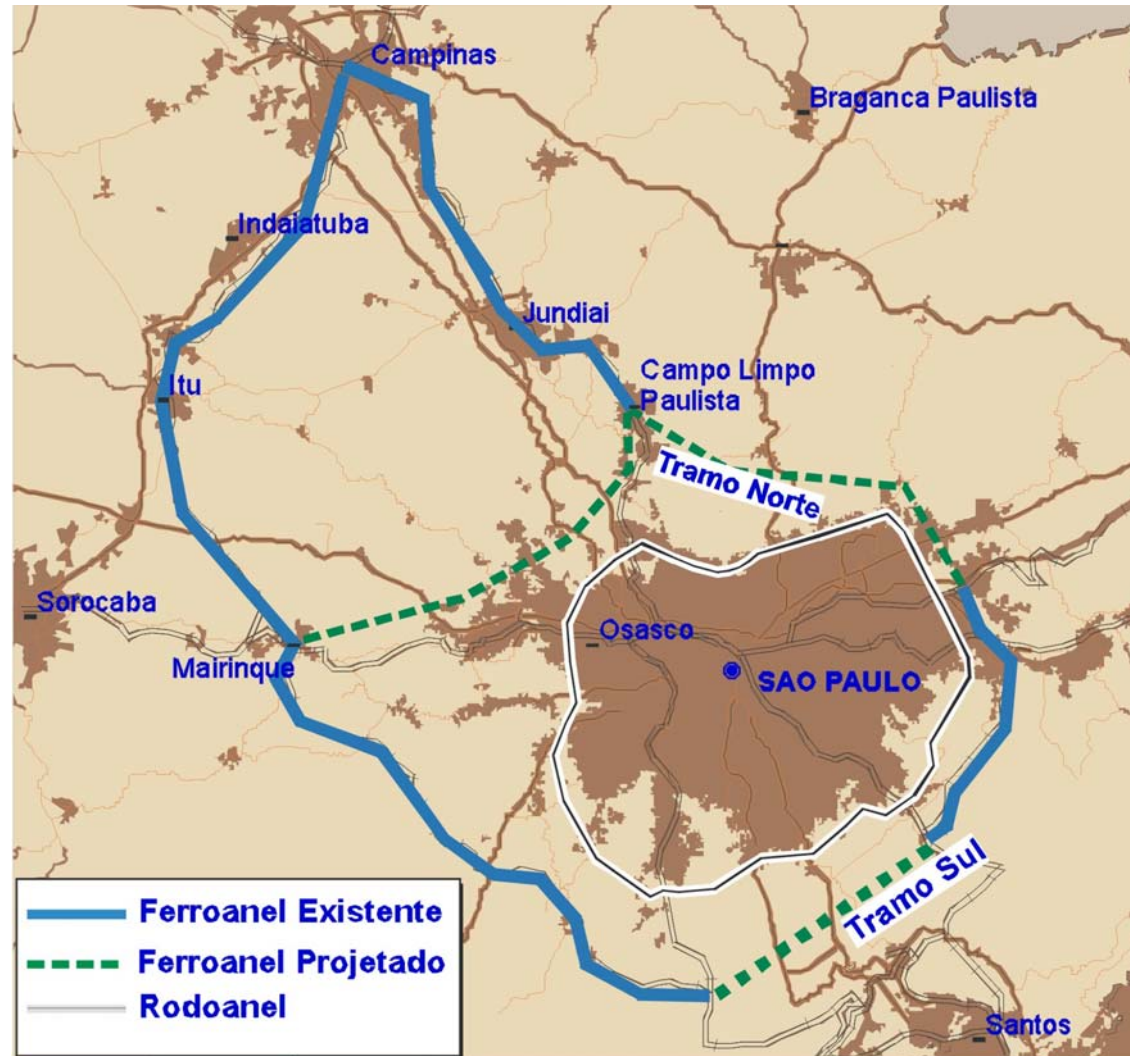 Campinas
Braganca Paulista
Indaiatuba
Jundiai
Campo Limpo
Paulista
Itu
Tramo Norte
Sorocaba
Osasco
Mairinque
SAO PAULO
Tramo Sul
Ferroanel Existente
Ferroanel Projetado
Rodoanel
Santos